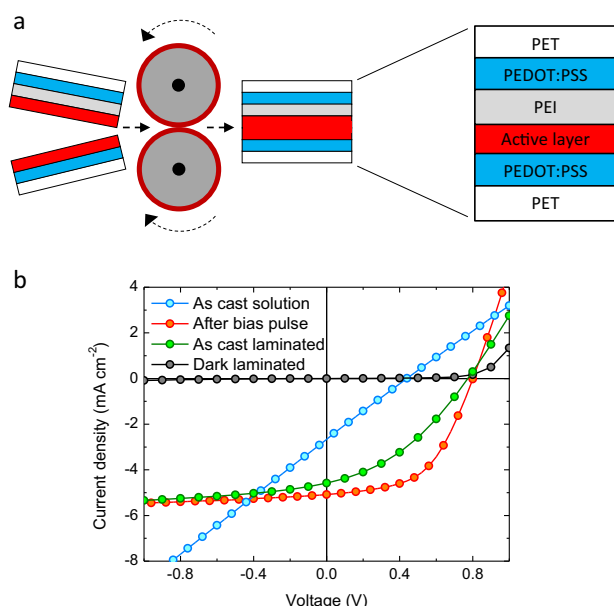 a
PET
PEDOT:PSS
PEI
Active layer
PEDOT:PSS
PET
b
4
2
0
-2
-4
-6
-8
Current density (mA cm⁻²)
As cast solution
After bias pulse
As cast laminated
Dark laminated
-0.8 -0.4 0.0 0.4 0.8
Voltage (V)